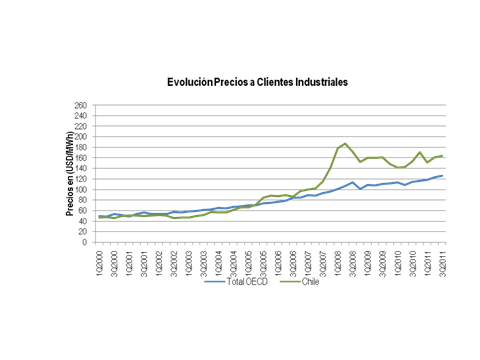 Evolución Precios a Clientes Industriales
Precios en (USD/MWh)
260
240
220
200
180
160
140
120
100
80
60
40
20
0
1Q2000
3Q2000
1Q2001
3Q2001
1Q2002
3Q2002
1Q2003
3Q2003
1Q2004
3Q2004
1Q2005
3Q2005
1Q2006
3Q2006
1Q2007
3Q2007
1Q2008
3Q2008
1Q2009
3Q2009
1Q2010
3Q2010
1Q2011
3Q2011
Total OECD
Chile